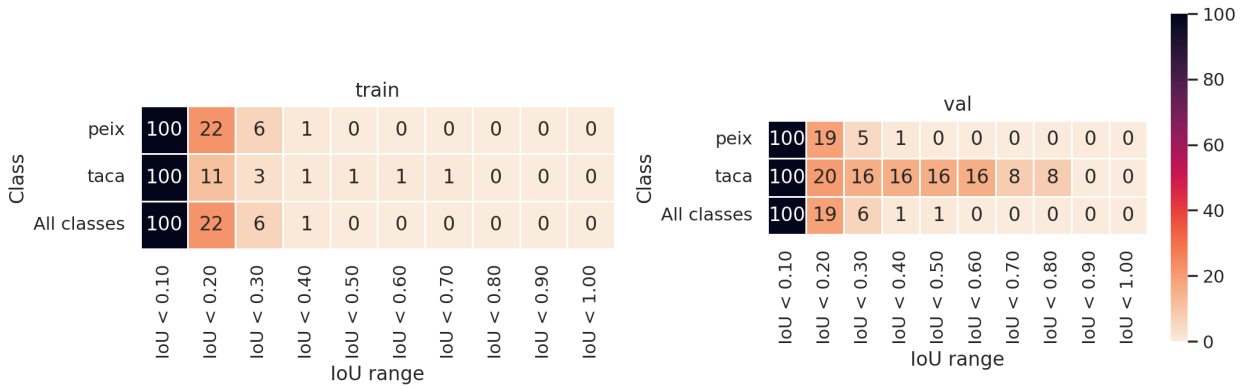 train
peix 100 22 6 1 0 0 0 0 0 0
taca 100 11 3 1 1 1 1 0 0 0
All classes 100 22 6 1 0 0 0 0 0 0
Class
IoU < 0.10 IoU < 0.20 IoU < 0.30 IoU < 0.40 IoU < 0.50 IoU < 0.60 IoU < 0.70 IoU < 0.80 IoU < 0.90 IoU < 1.00
IoU range
val
peix 100 19 5 1 0 0 0 0 0 0
taca 100 20 16 16 16 16 8 8 0 0
All classes 100 19 6 1 1 0 0 0 0 0
Class
IoU < 0.10 IoU < 0.20 IoU < 0.30 IoU < 0.40 IoU < 0.50 IoU < 0.60 IoU < 0.70 IoU < 0.80 IoU < 0.90 IoU < 1.00
IoU range
100
80
60
40
20
0